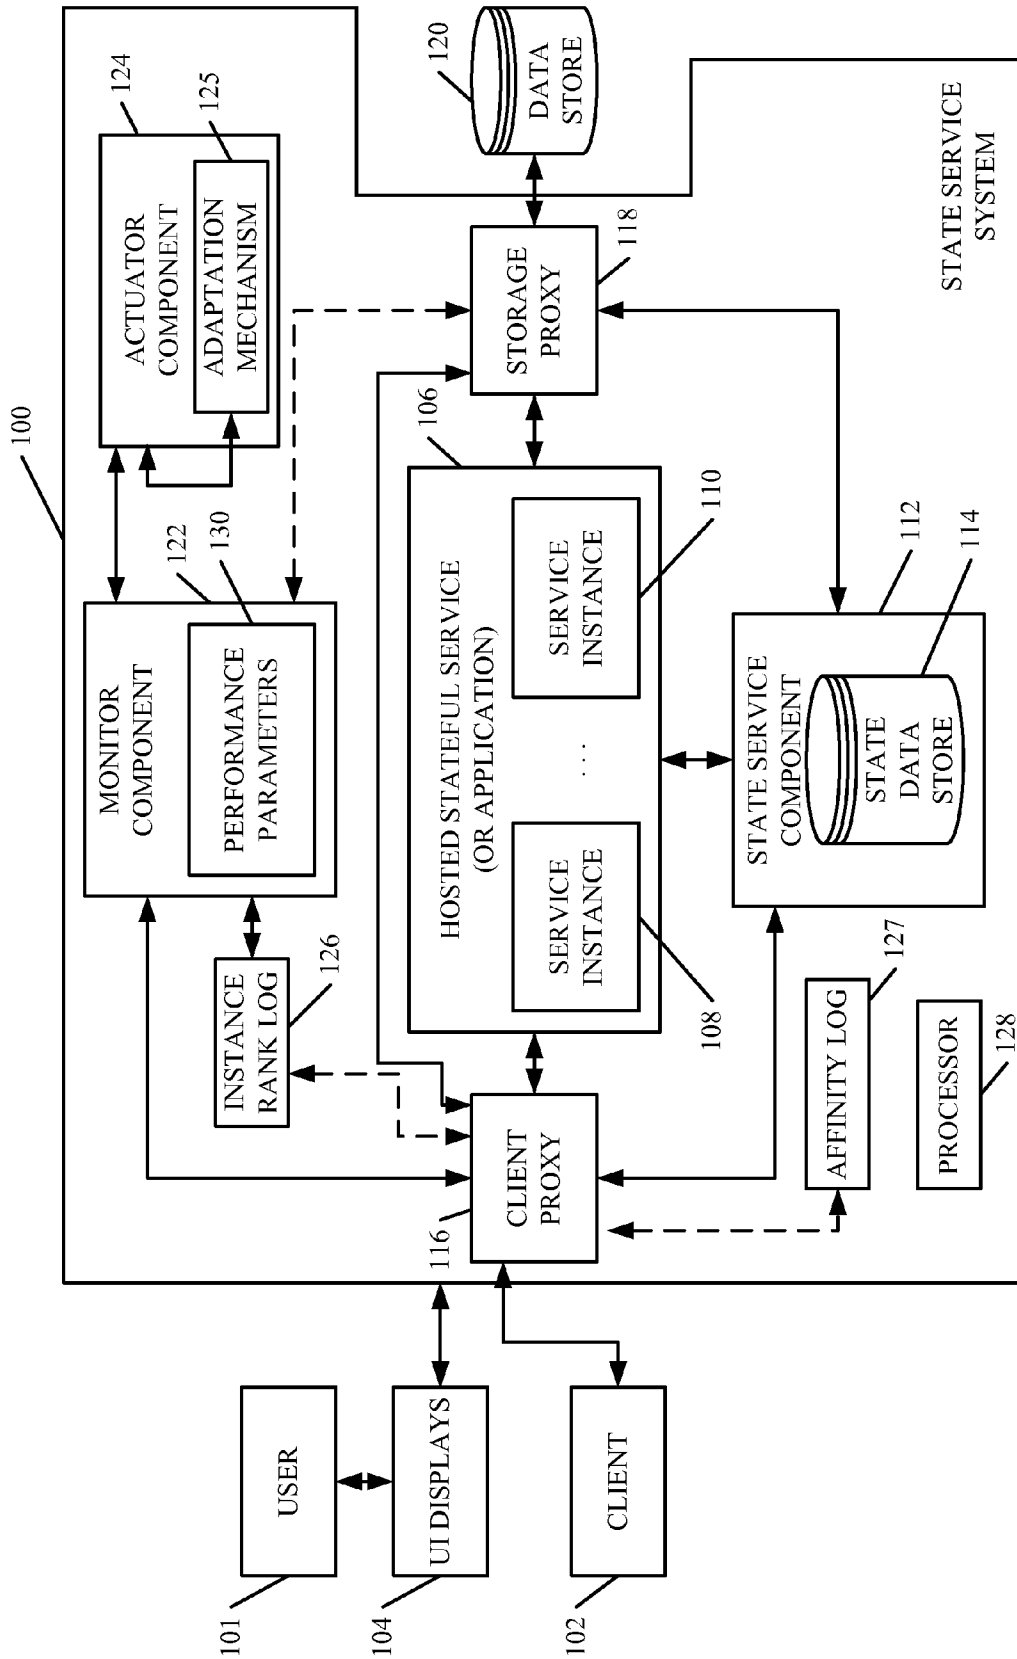 100
USER
101
UI DISPLAYS
104
CLIENT
102
MONITOR
COMPONENT
122
PERFORMANCE
PARAMETERS
130
ACTUATOR
COMPONENT
124
ADAPTATION
MECHANISM
125
INSTANCE
RANK LOG
126
CLIENT
PROXY
116
HOSTED STATEFUL SERVICE
(OR APPLICATION)
106
SERVICE
INSTANCE
108
. . .
SERVICE
INSTANCE
110
STORAGE
PROXY
118
DATA
STORE
120
STATE SERVICE
COMPONENT
112
STATE
DATA
STORE
114
AFFINITY LOG
127
PROCESSOR
128
STATE SERVICE
SYSTEM